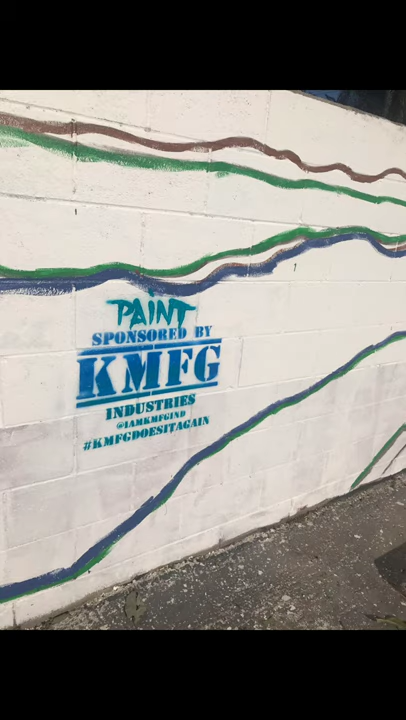 PAINT
SPONSORED BY
KMFG
INDUSTRIES
@IAMKMFGIND
#KMFGDOESITAGAIN